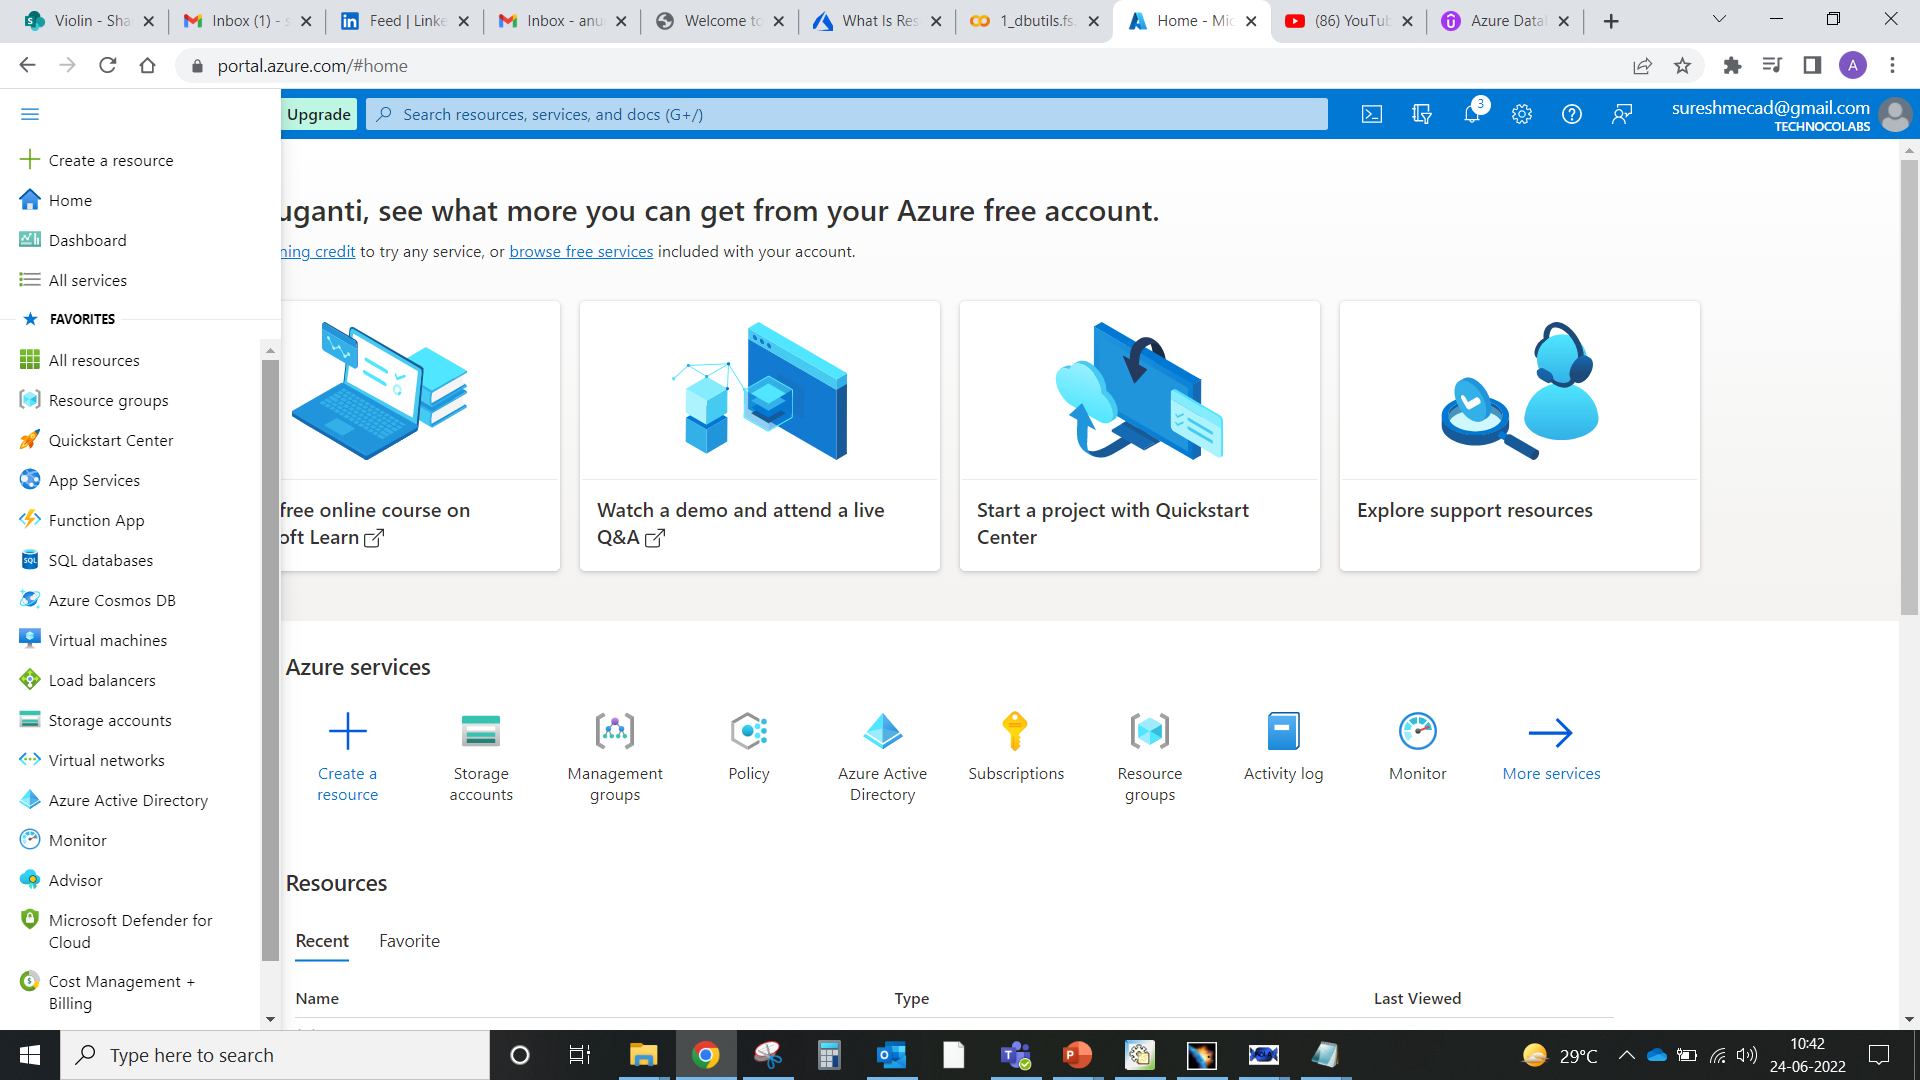 Violin - Sha
Inbox (1) - s
Feed | Linke
Inbox - anu
Welcome to
What Is Res
1_dbutils.fs.
Home - Mic
(86) YouTub
Azure Datal
portal.azure.com/#home
A
Upgrade
Search resources, services, and docs (G+/)
3
sureshmecad@gmail.com
TECHNOCOLABS
Create a resource
Home
Dashboard
All services
FAVORITES
All resources
Resource groups
Quickstart Center
App Services
Function App
SQL databases
Azure Cosmos DB
Virtual machines
Load balancers
Storage accounts
Virtual networks
Azure Active Directory
Monitor
Advisor
Microsoft Defender for
Cloud
Cost Management +
Billing
uganti, see what more you can get from your Azure free account.
ning credit to try any service, or browse free services included with your account.
free online course on
oft Learn
Watch a demo and attend a live
Q&A
Start a project with Quickstart
Center
Explore support resources
Azure services
Create a
resource
Storage
accounts
Management
groups
Policy
Azure Active
Directory
Subscriptions
Resource
groups
Activity log
Monitor
More services
Resources
Recent
Favorite
Name
Type
Last Viewed
Type here to search
29°C
10:42
24-06-2022